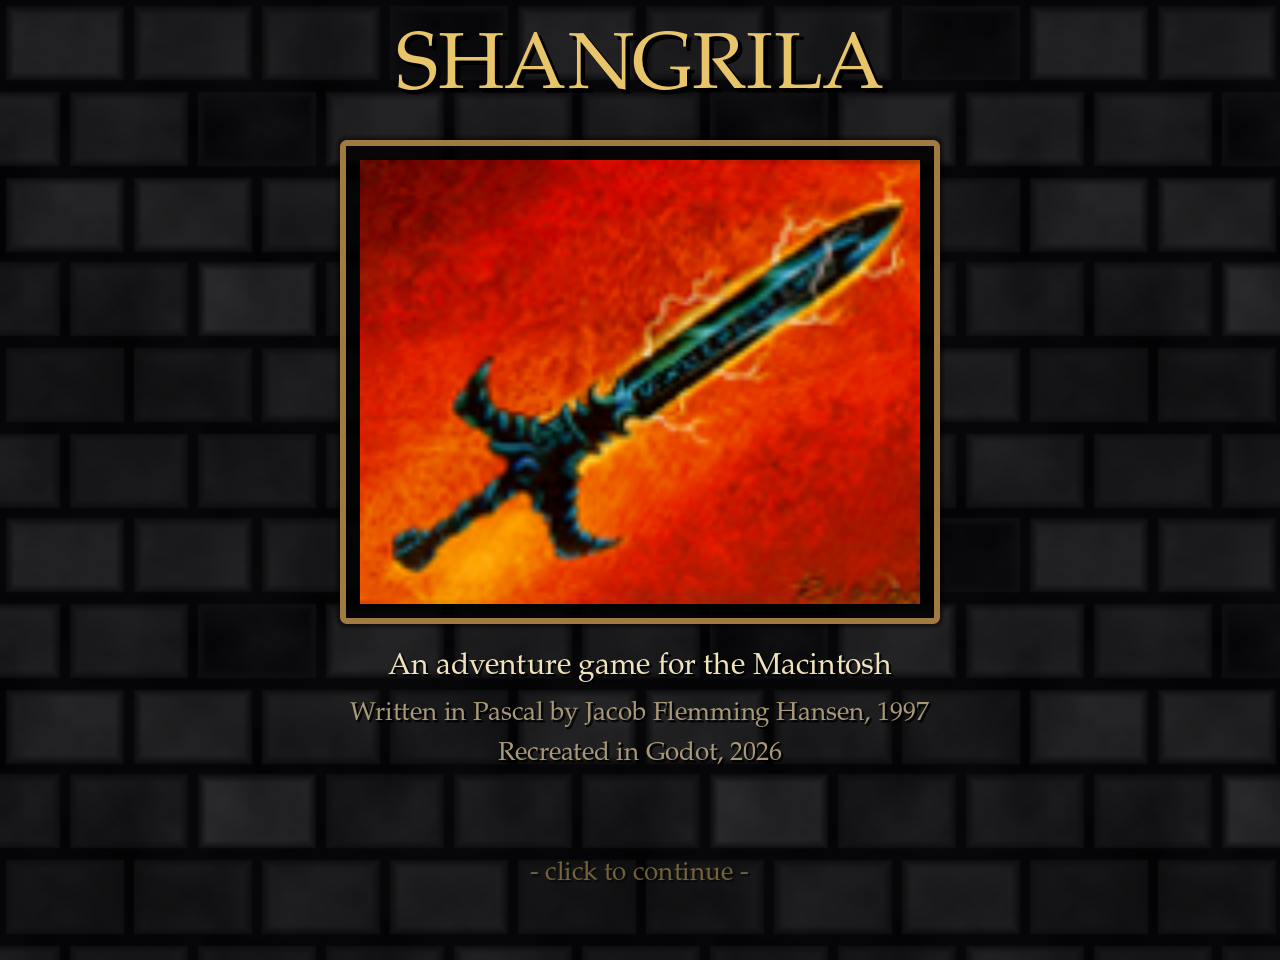 SHANGRILA
An adventure game for the Macintosh
Written in Pascal by Jacob Flemming Hansen, 1997
Recreated in Godot, 2026
- click to continue -